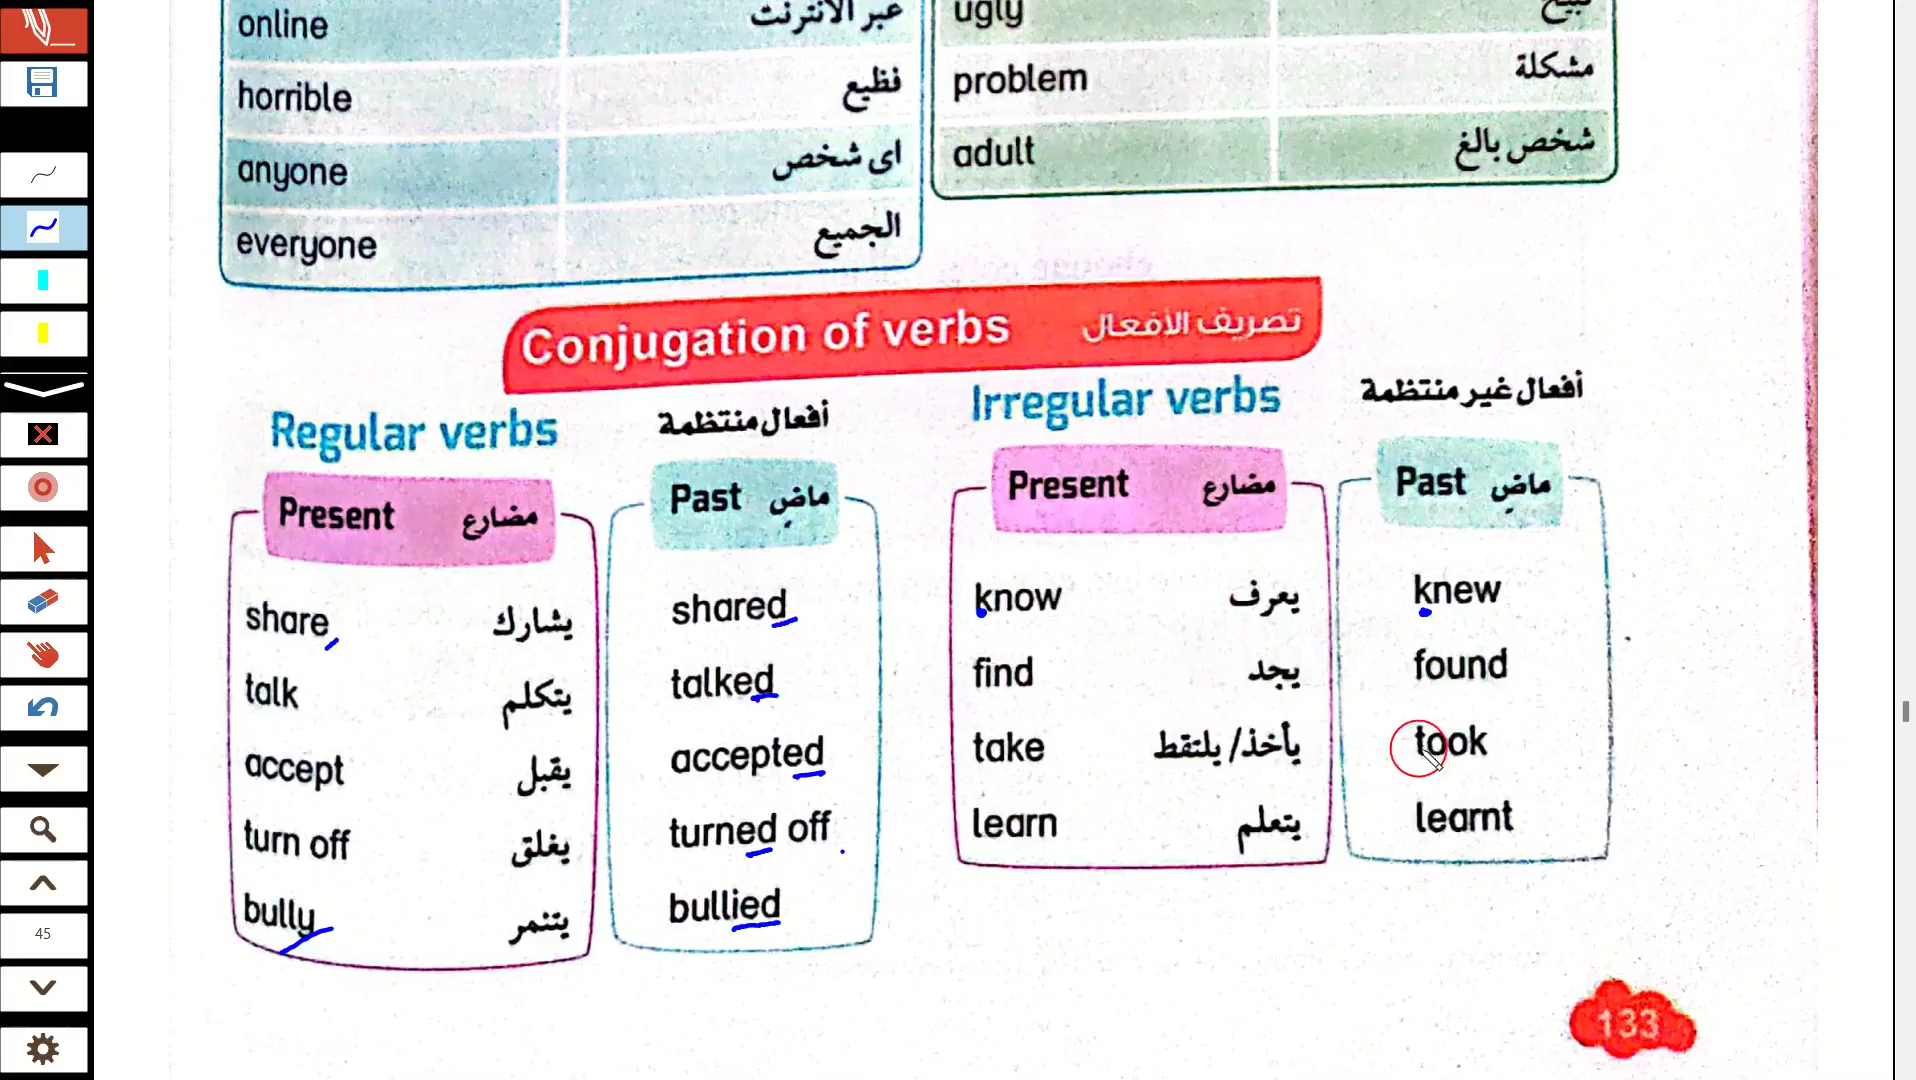 online عبر الانترنت
horrible فظيع
anyone اى شخص
everyone الجميع
ugly
problem مشكلة
adult شخص بالغ
Conjugation of verbs تصريف الأفعال
Regular verbs أفعال منتظمة
Present مضارع Past ماضٍ
share يشارك shared
talk يتكلم talked
accept يقبل accepted
turn off يغلق turned off
bully يتنمر bullied
Irregular verbs أفعال غير منتظمة
Present مضارع Past ماضٍ
know يعرف knew
find يجد found
take يأخذ/ يلتقط took
learn يتعلم learnt
133
45